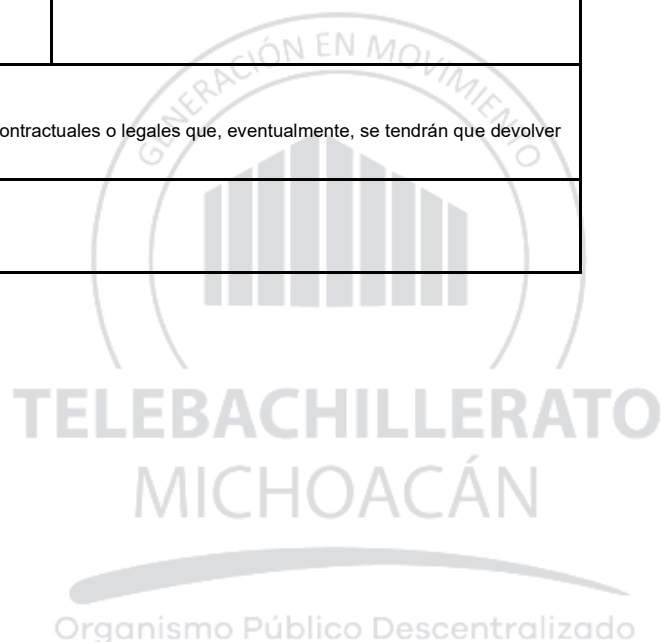 GENERACIÓN EN MOVIMIENTO
ontractuales o legales que, eventualmente, se tendrán que devolver
TELEBACHILLERATO
MICHOACÁN
Organismo Público Descentralizado